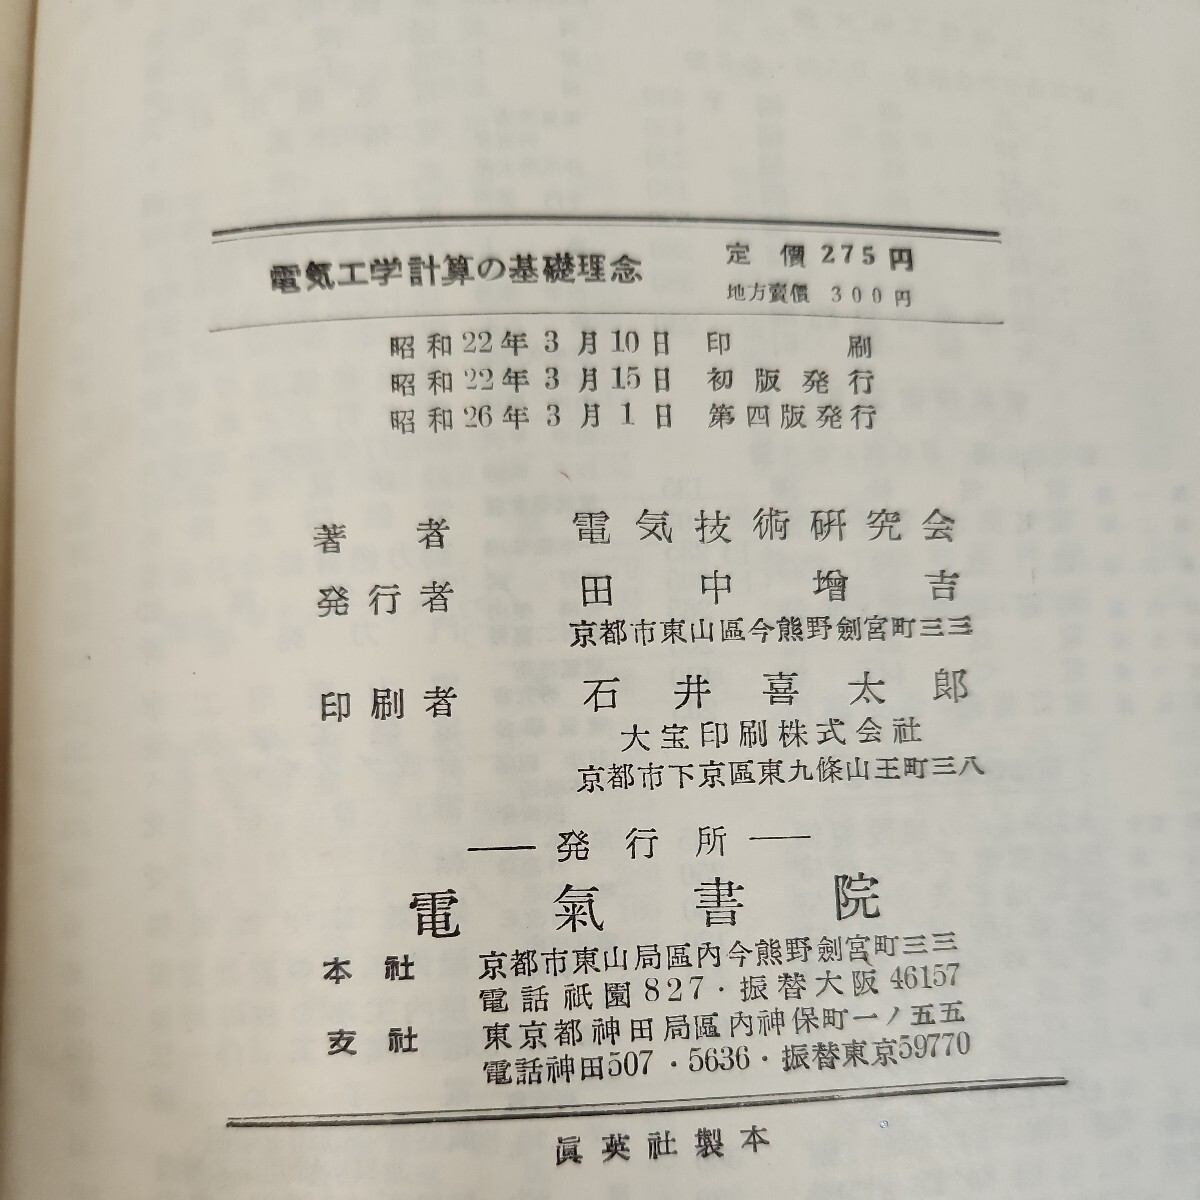 電気工学計算の基礎理念
定價275円
地方賣價 300円
昭和22年3月10日 印刷
昭和22年3月15日 初版発行
昭和26年3月1日 第四版発行
著者 電気技術研究会
発行者 田中增吉
京都市東山區今熊野劍宮町三三
印刷者 石井喜太郎
大宝印刷株式会社
京都市下京區東九條山王町三八
—発行所—
電氣書院
本社 京都市東山局區内今熊野劍宮町三三
電話祇園827・振替大阪46157
支社 東京都神田局區内神保町一ノ五五
電話神田507・5636・振替東京59770
眞英社製本